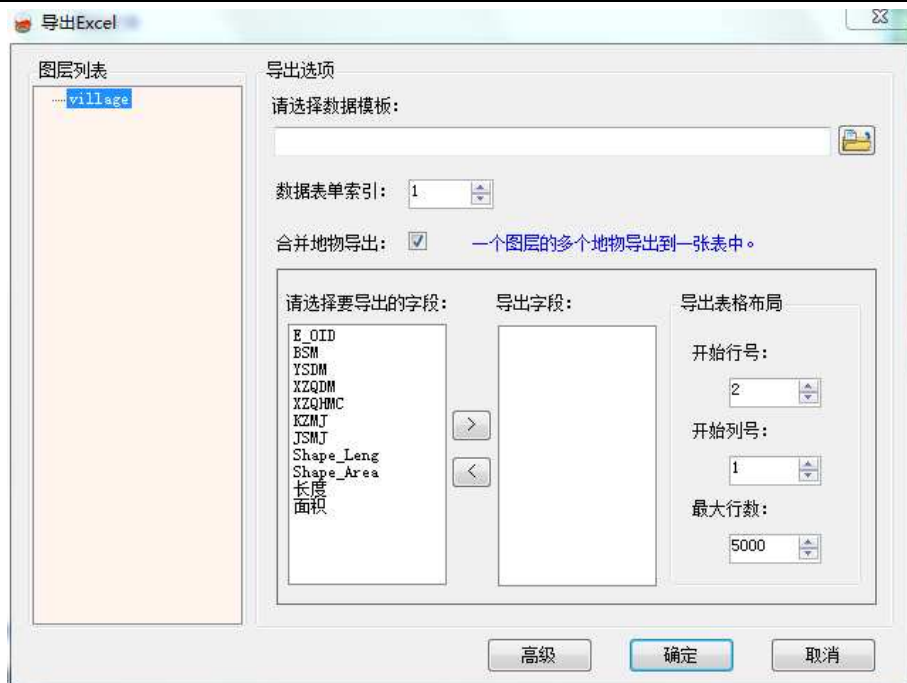 导出Excel
图层列表
village
导出选项
请选择数据模板：
数据表单索引： 1
合并地物导出： 一个图层的多个地物导出到一张表中。
请选择要导出的字段：
E_OID
BSM
YSDM
XZQDM
XZQHMC
KZMJ
JSMJ
Shape_Leng
Shape_Area
长度
面积
>
<
导出字段：
导出表格布局
开始行号：
2
开始列号：
1
最大行数：
5000
高级 确定 取消